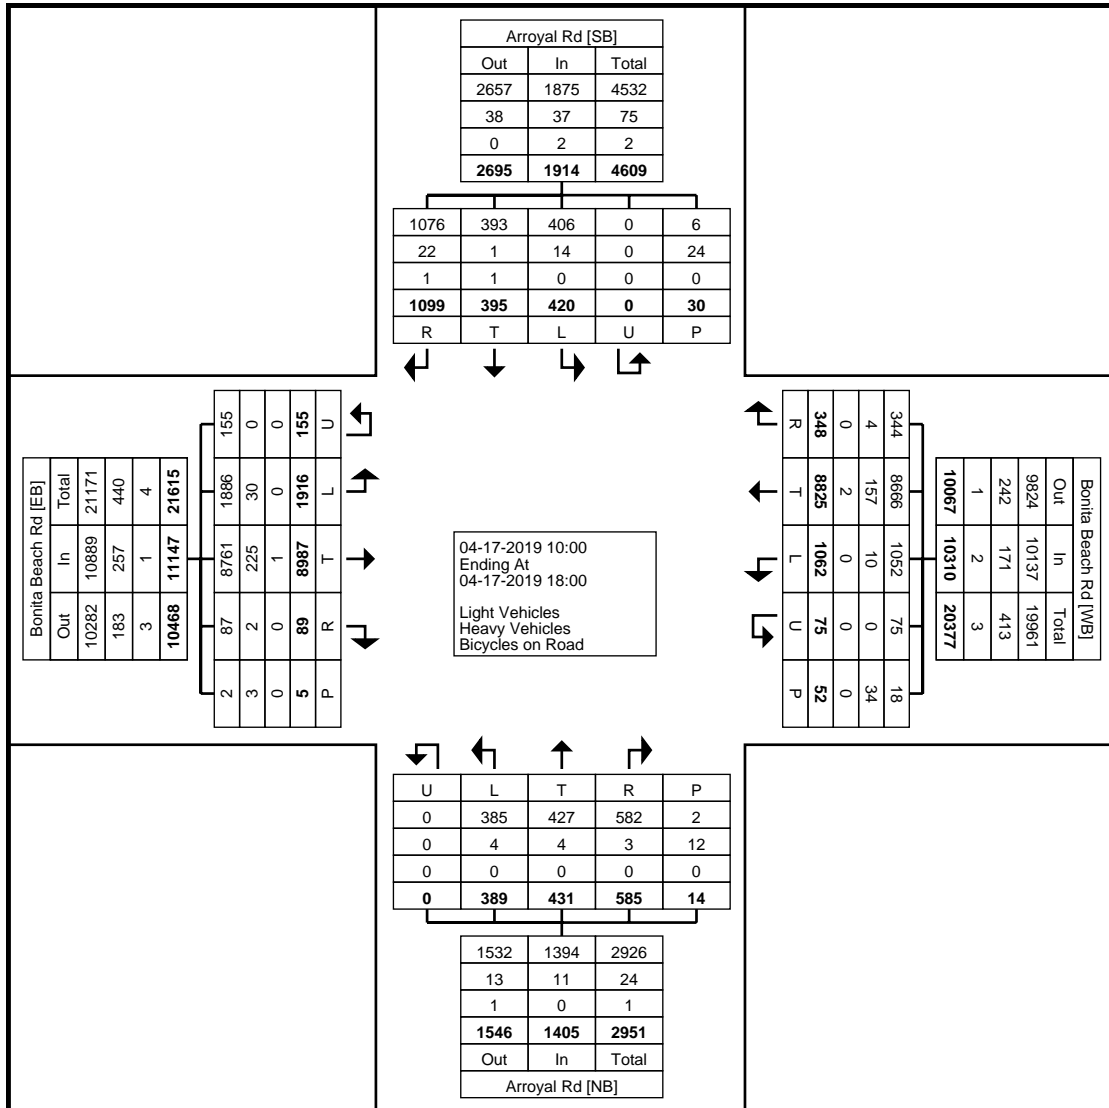 Arroyal Rd [SB]
Out In Total
2657 1875 4532
38 37 75
0 2 2
2695 1914 4609
1076 393 406 0 6
22 1 14 0 24
1 1 0 0 0
1099 395 420 0 30
R T L U P
Bonita Beach Rd [EB]
Total 21171 440 4 21615
In 10889 257 1 11147
Out 10282 183 3 10468
155 0 0 155 U
1886 30 0 1916 L
8761 225 1 8987 T
87 2 0 89 R
2 3 0 5 P
04-17-2019 10:00
Ending At
04-17-2019 18:00
Light Vehicles
Heavy Vehicles
Bicycles on Road
R 348 0 4 344
T 8825 2 157 8666
L 1062 0 10 1052
U 75 0 0 75
P 52 0 34 18
Bonita Beach Rd [WB]
Out In Total
9824 10137 19961
242 171 413
1 2 3
10067 10310 20377
U L T R P
0 385 427 582 2
0 4 4 3 12
0 0 0 0 0
0 389 431 585 14
1532 1394 2926
13 11 24
1 0 1
1546 1405 2951
Out In Total
Arroyal Rd [NB]